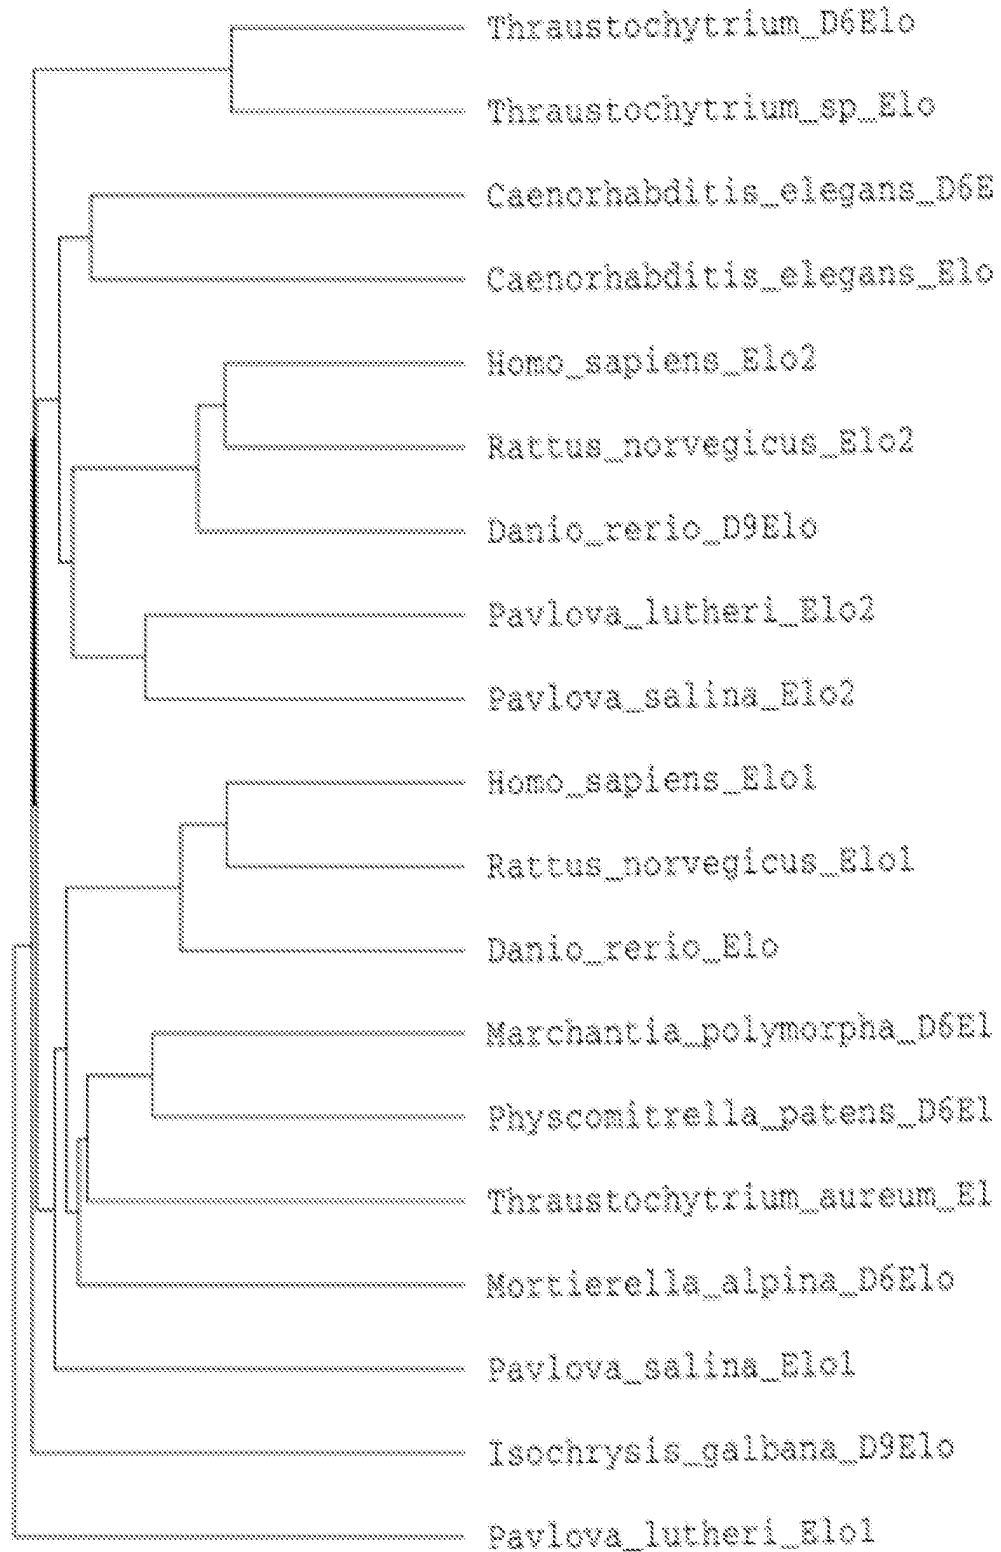 Thraustochytrium_D6Elo
Thraustochytrium_sp_Elo
Caenorhabditis_elegans_D6E
Caenorhabditis_elegans_Elo
Homo_sapiens_Elo2
Rattus_norvegicus_Elo2
Danio_rerio_D9Elo
Pavlova_lutheri_Elo2
Pavlova_salina_Elo2
Homo_sapiens_Elo1
Rattus_norvegicus_Elo1
Danio_rerio_Elo
Marchantia_polymorpha_D6El
Physcomitrella_patens_D6El
Thraustochytrium_aureum_El
Mortierella_alpina_D6Elo
Pavlova_salina_Elo1
Isochrysis_galbana_D9Elo
Pavlova_lutheri_Elo1